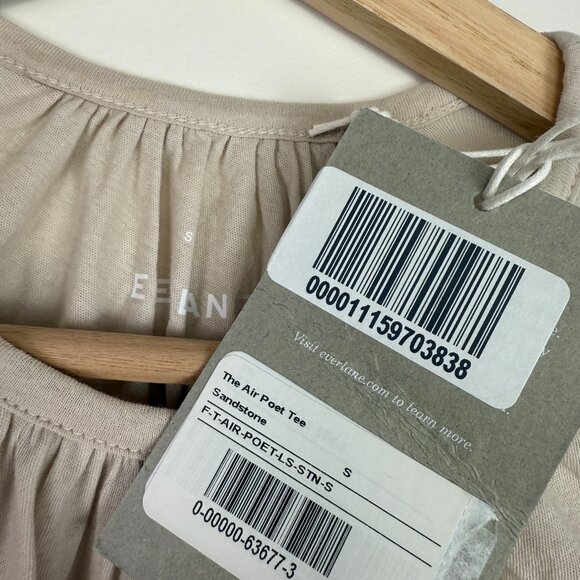 S
000011159703838
Visit everlane.com to learn more.
The Air Poet Tee
Sandstone
S
F-T-AIR-POET-LS-STN-S
0-00000-63677-3